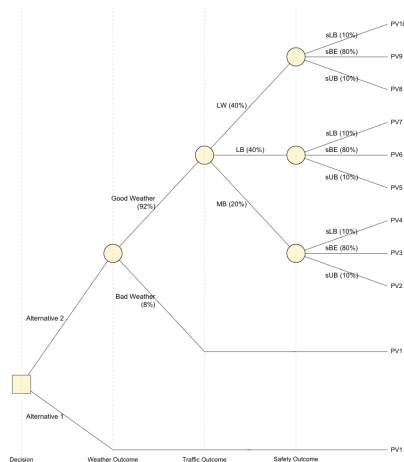 sLB (10%)
PV10
sBE (80%)
PV9
sUB (10%)
PV8
LW (40%)
sLB (10%)
PV7
LB (40%)
sBE (80%)
PV6
sUB (10%)
PV5
Good Weather
(92%)
MB (20%)
sLB (10%)
PV4
sBE (80%)
PV3
sUB (10%)
PV2
Bad Weather
(8%)
Alternative 2
PV1
Alternative 1
PV1
Decision Weather Outcome Traffic Outcome Safety Outcome